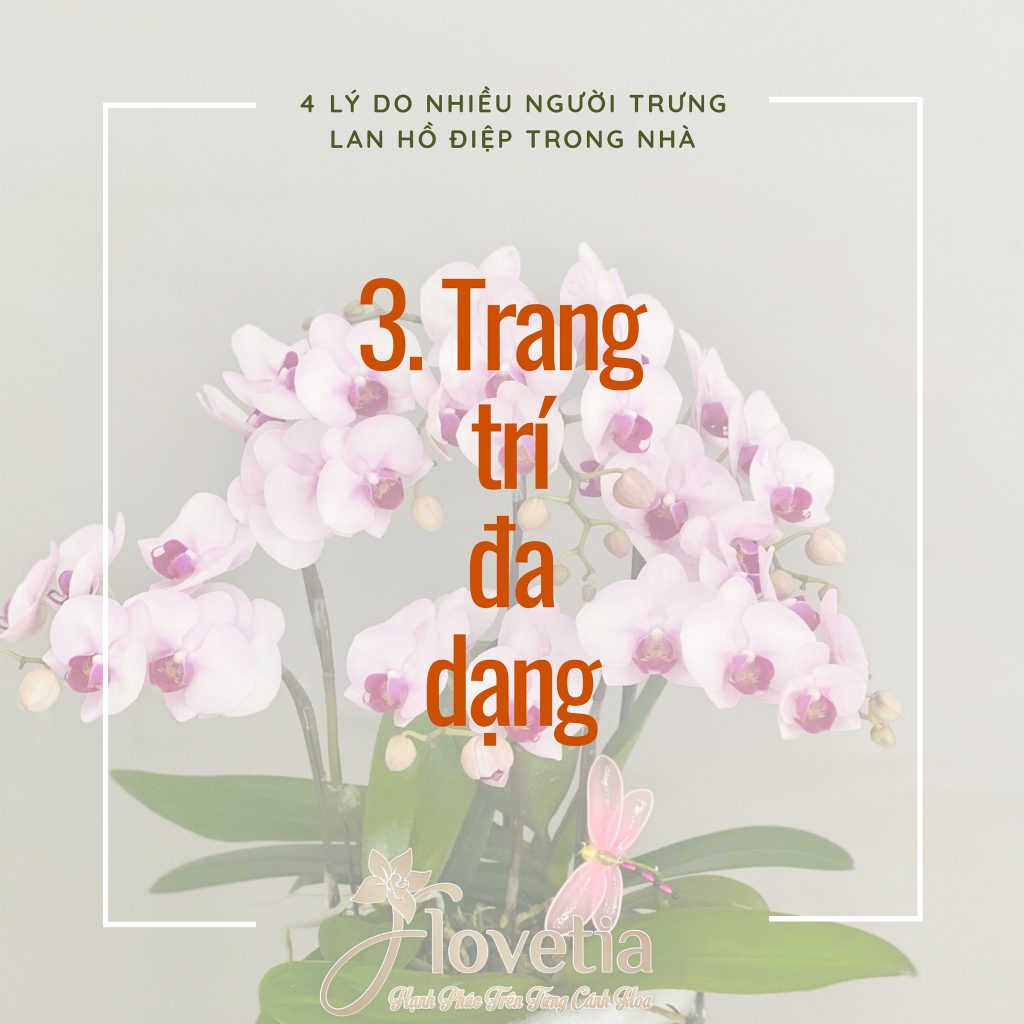 4 LÝ DO NHIỀU NGƯỜI TRƯNG
LAN HỒ ĐIỆP TRONG NHÀ
3. Trang
trí
đa
dạng
flovetia
Hạnh Phúc Trên Từng Cánh Hoa